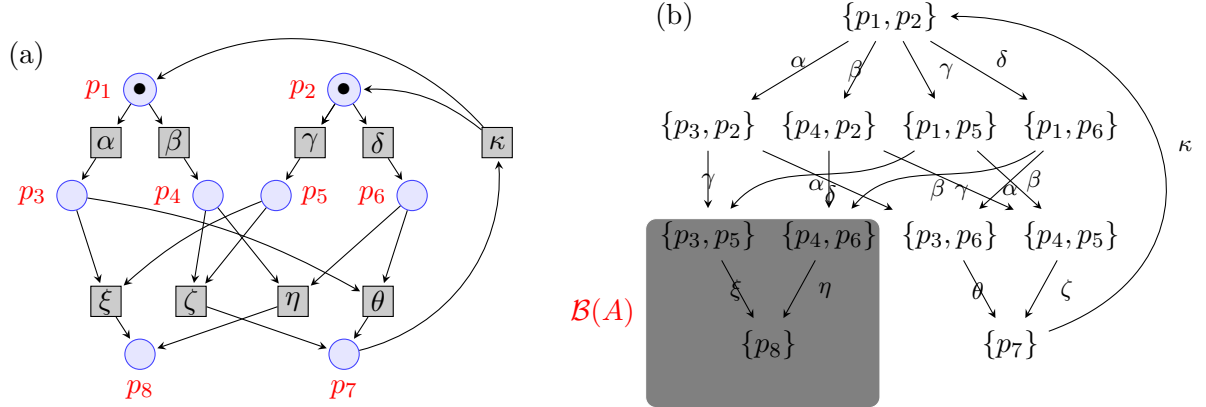 (a)
p₁ p₂
α β γ δ κ
p₃ p₄ p₅ p₆
ξ ζ η θ
p₈ p₇
(b)
{p₁, p₂}
α β γ δ
{p₃, p₂} {p₄, p₂} {p₁, p₅} {p₁, p₆}
κ
γ α δ β γ α β
{p₃, p₅} {p₄, p₆} {p₃, p₆} {p₄, p₅}
ξ η θ ζ
B(A)
{p₈} {p₇}